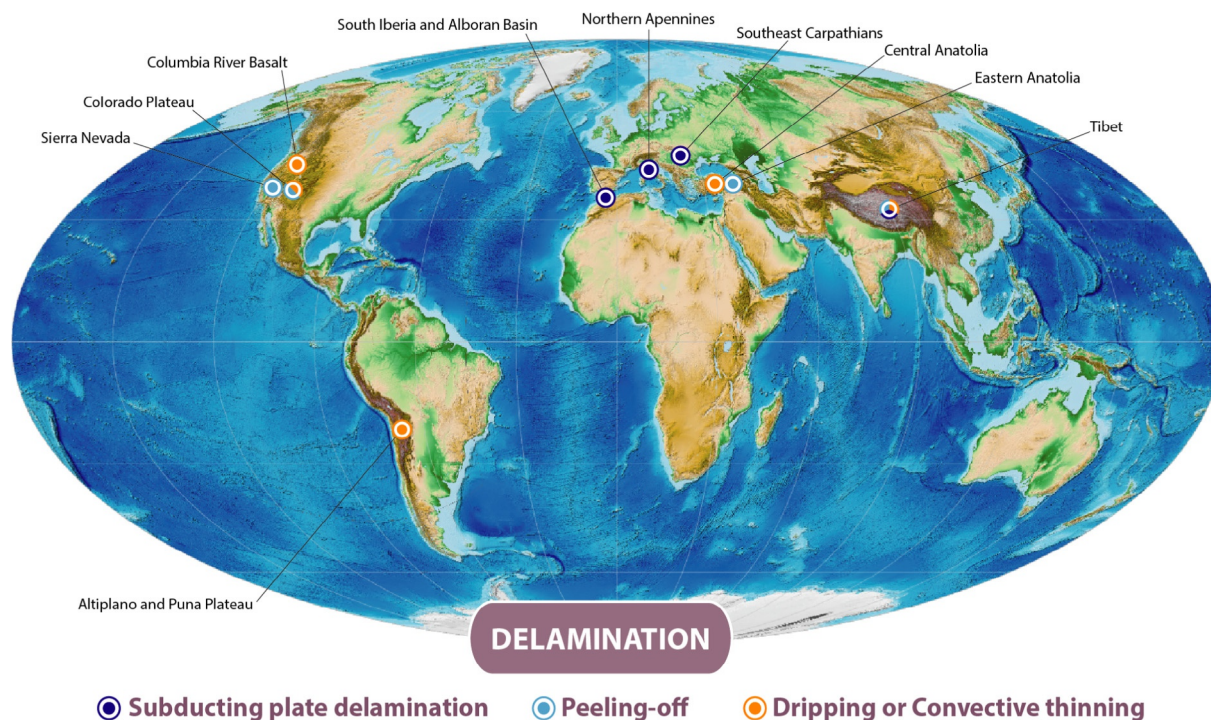 Northern Apennines
South Iberia and Alboran Basin
Southeast Carpathians
Central Anatolia
Columbia River Basalt
Eastern Anatolia
Colorado Plateau
Tibet
Sierra Nevada
Altiplano and Puna Plateau
DELAMINATION
Subducting plate delamination
Peeling-off
Dripping or Convective thinning